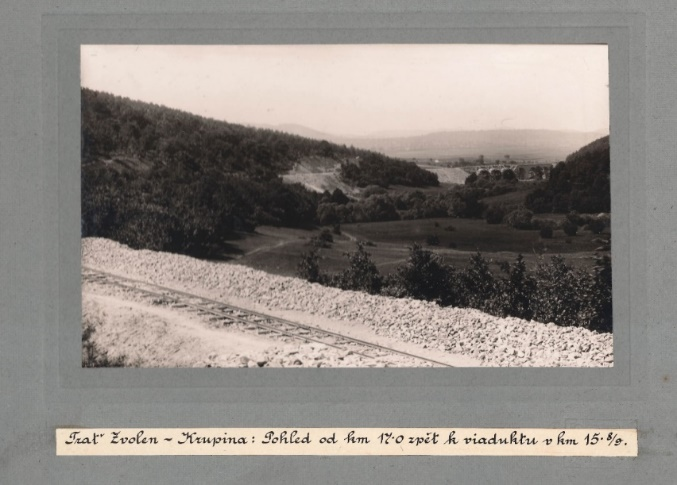 Trať Zvolen - Krupina: Pohled od km 17·0 zpět k viaduktu v km 15·8/9.